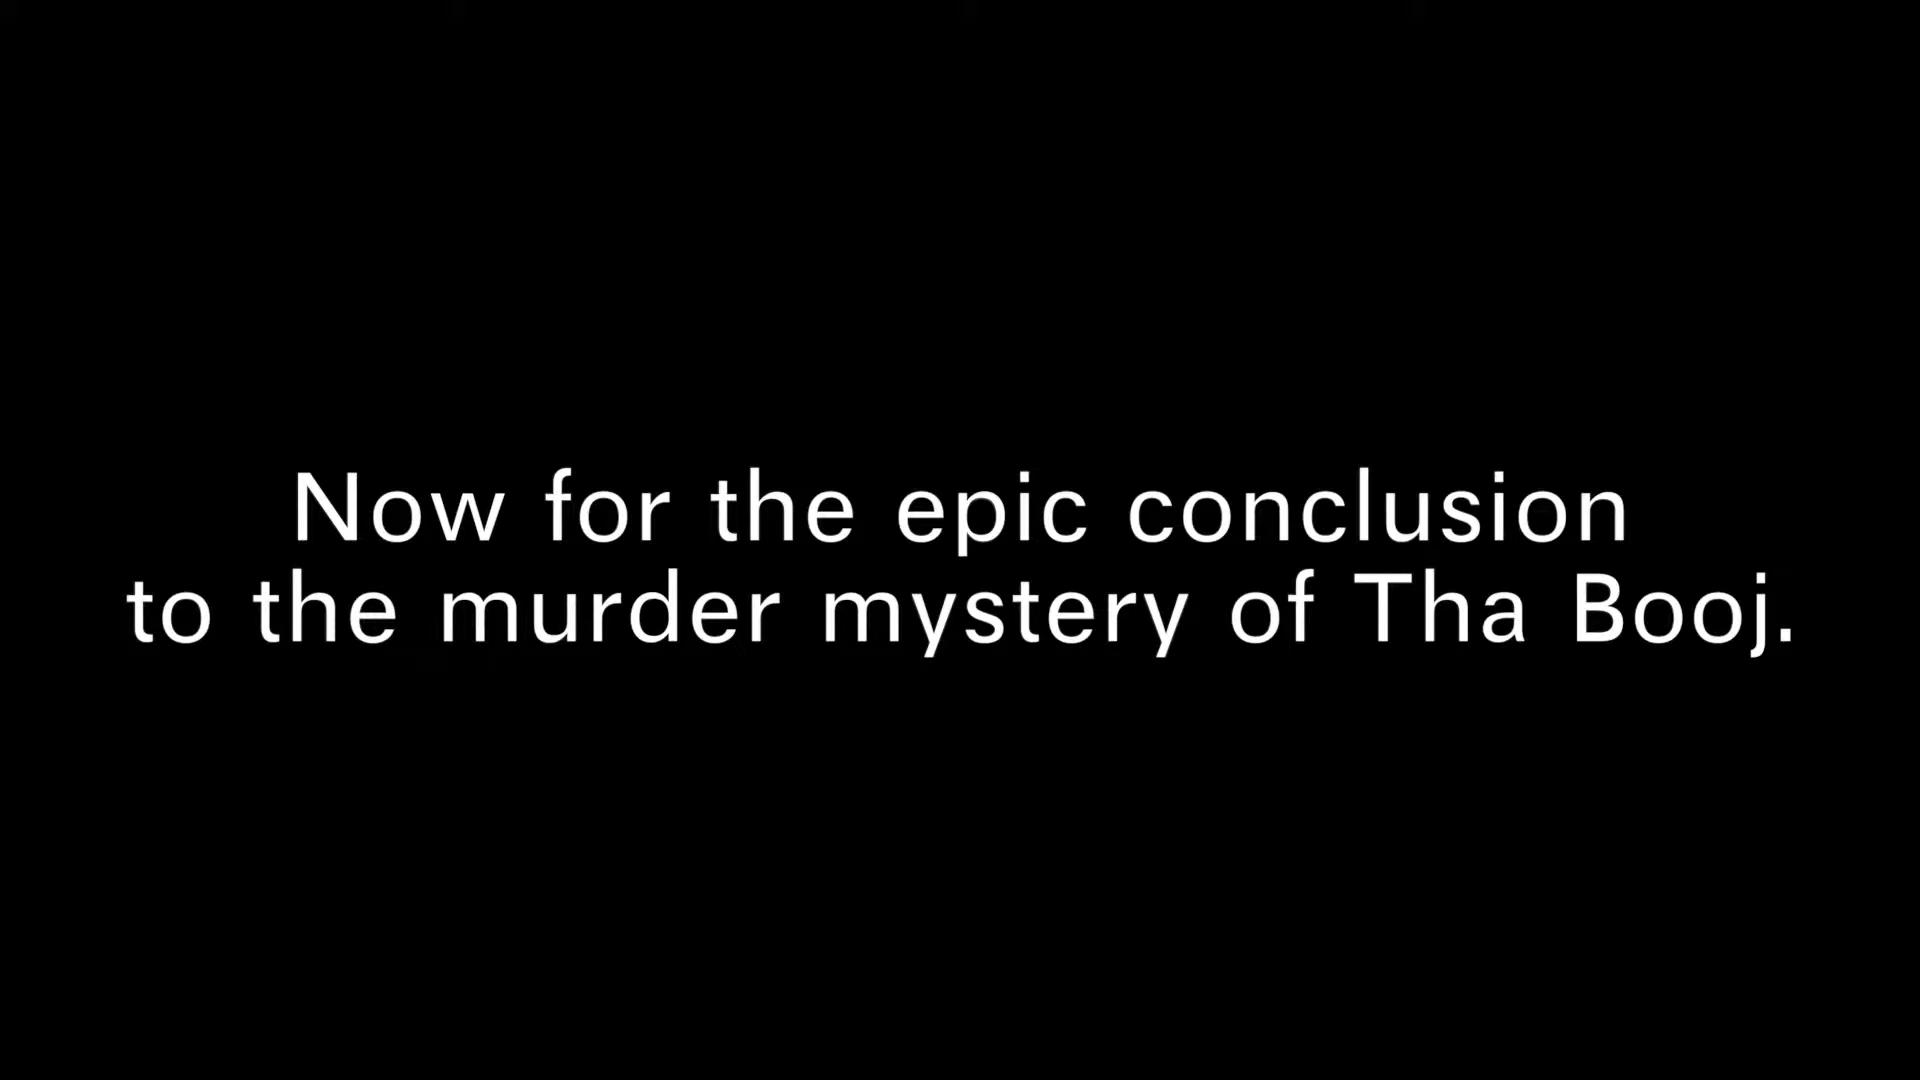 Now for the epic conclusion
to the murder mystery of Tha Booj.